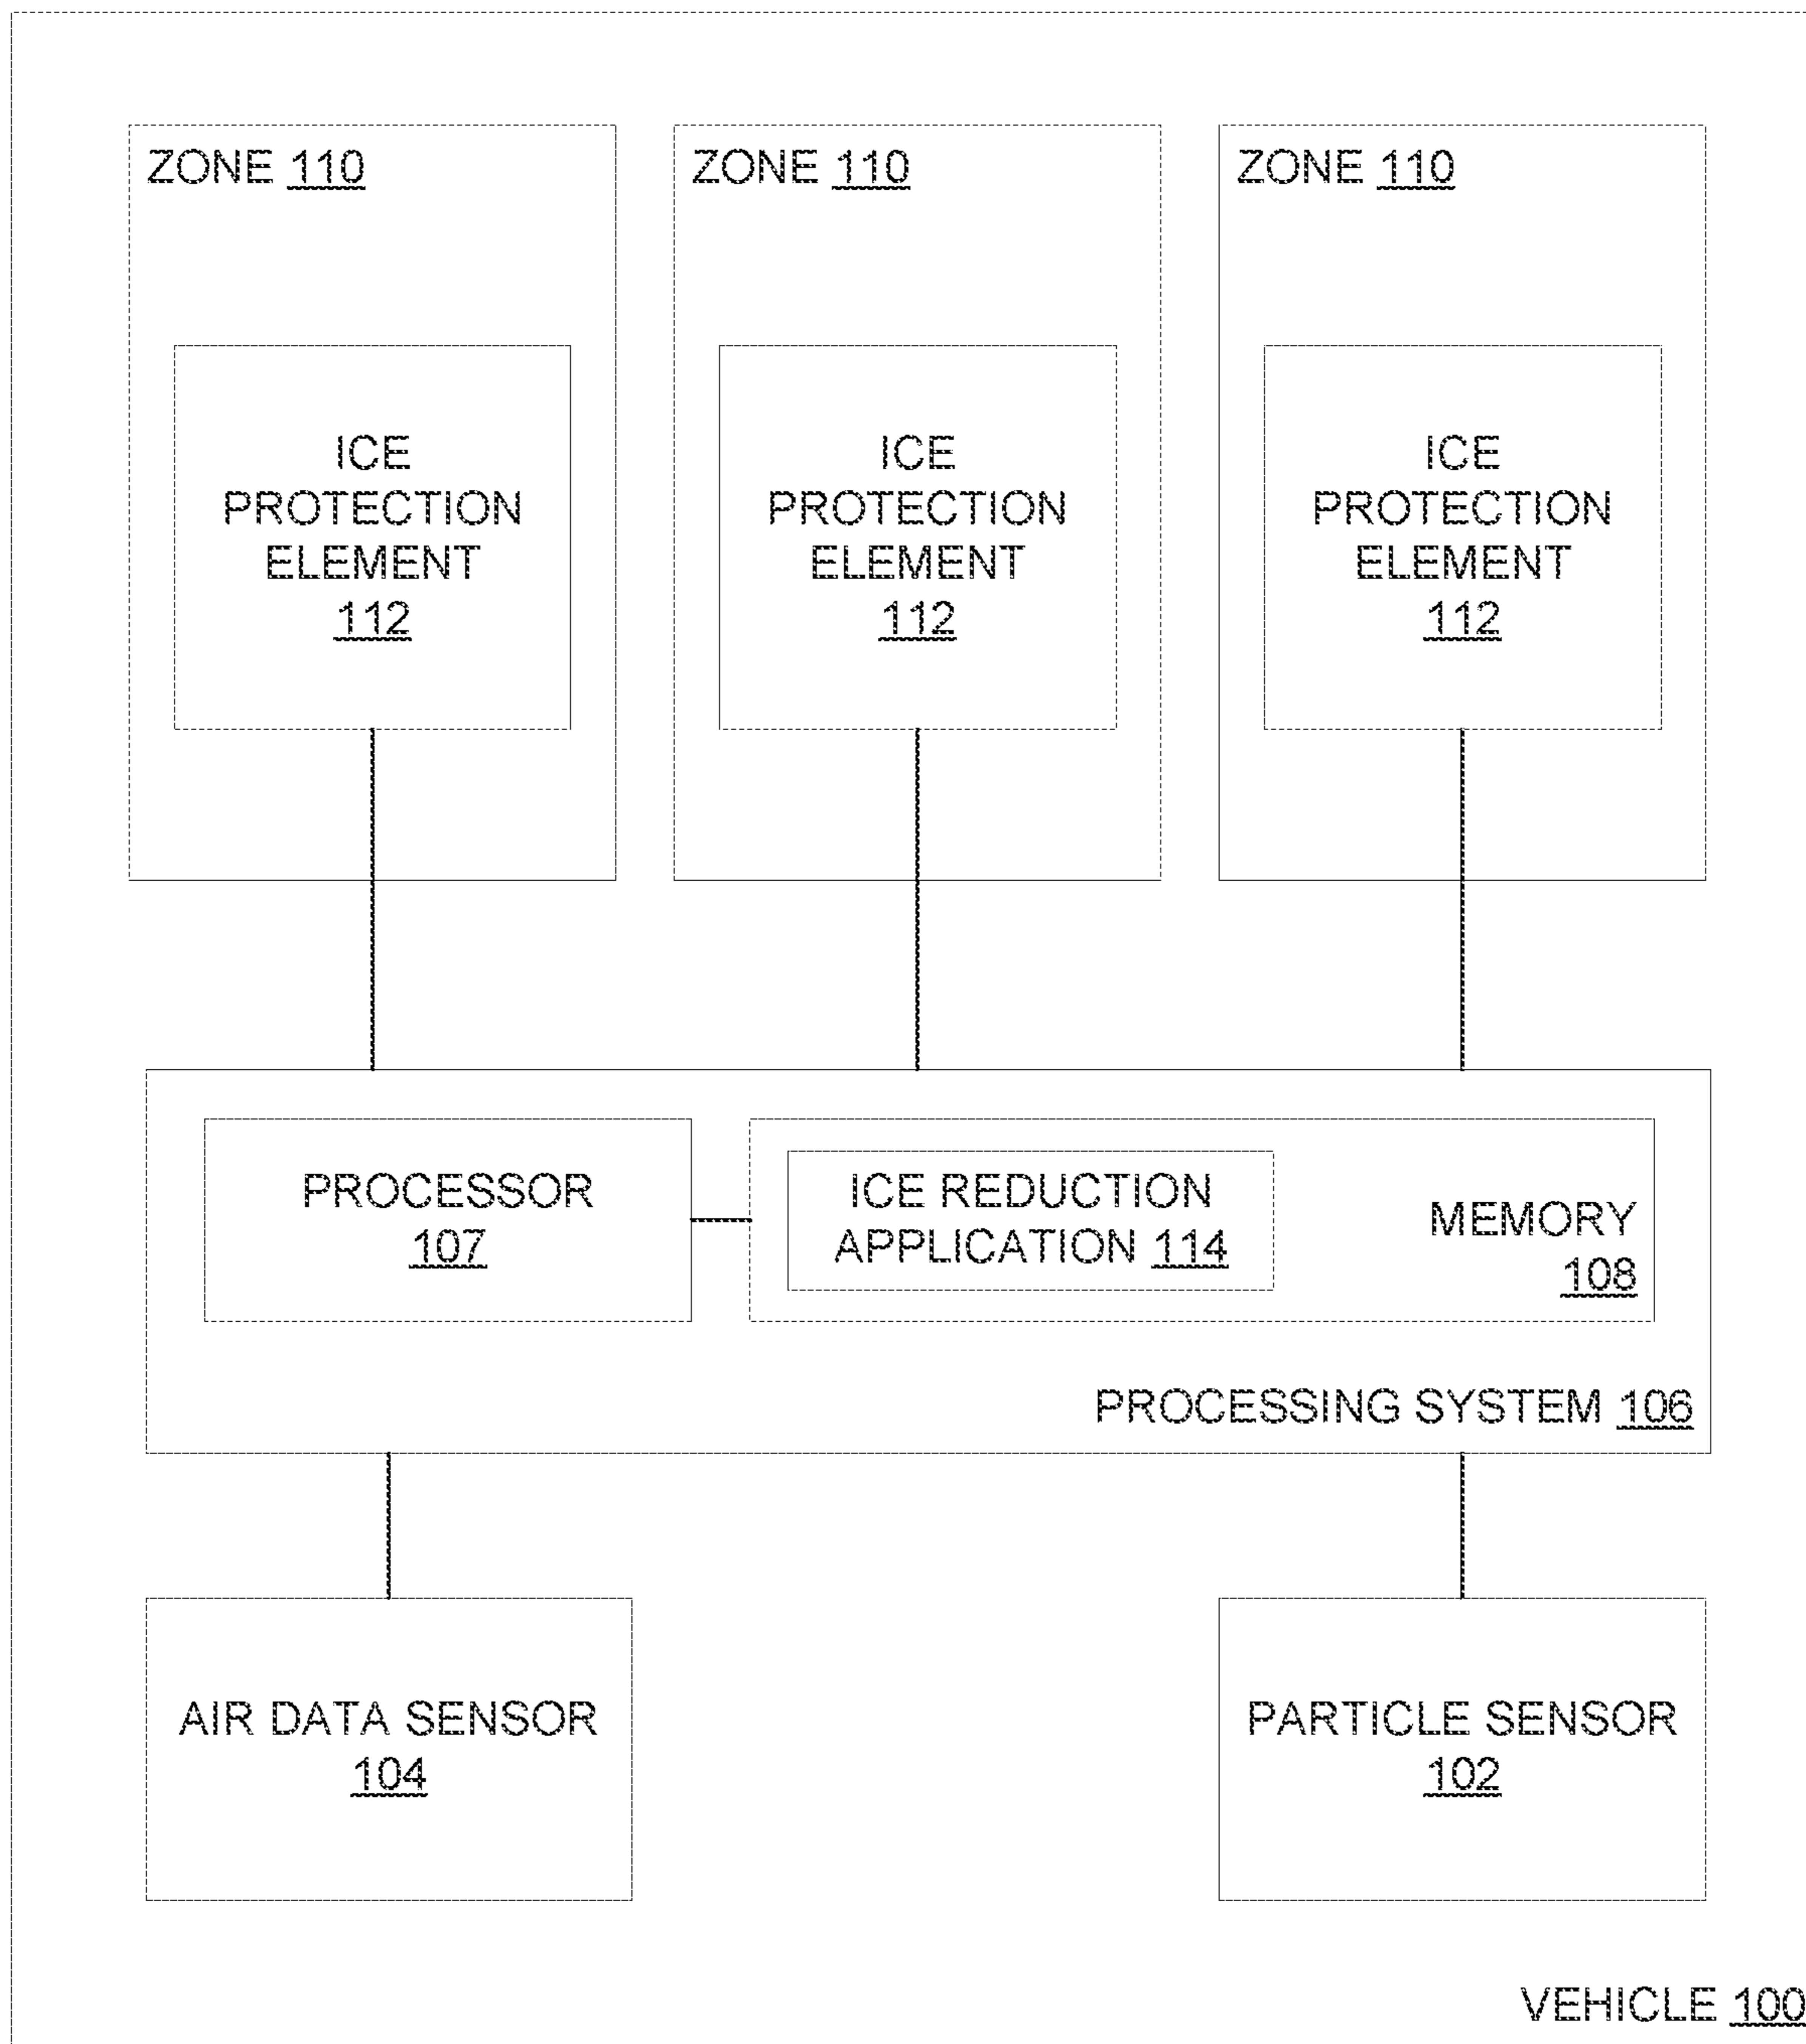 ZONE 110
ZONE 110
ZONE 110
ICE
PROTECTION
ELEMENT
112
ICE
PROTECTION
ELEMENT
112
ICE
PROTECTION
ELEMENT
112
PROCESSOR
107
ICE REDUCTION
APPLICATION 114
MEMORY
108
PROCESSING SYSTEM 106
AIR DATA SENSOR
104
PARTICLE SENSOR
102
VEHICLE 100